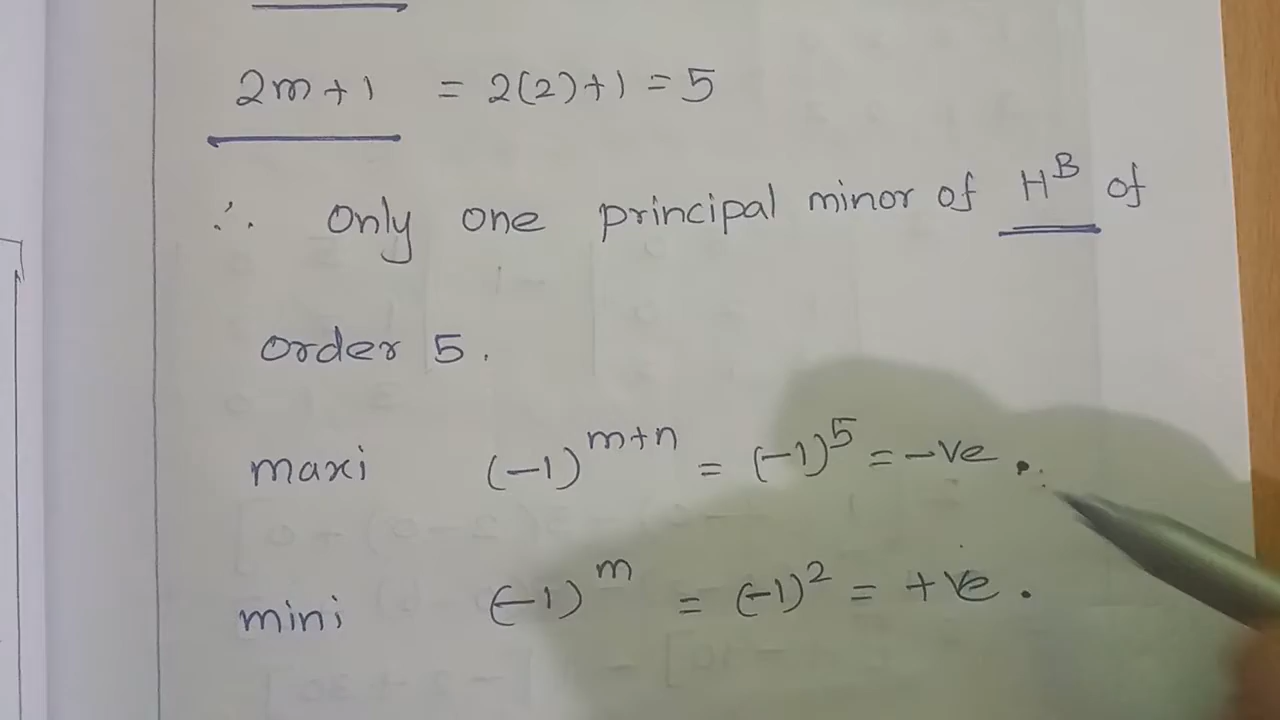 2m+1 = 2(2)+1 = 5
∴ Only one principal minor of H^B of
order 5.
maxi (-1)^{m+n} = (-1)^5 = -ve.
mini (-1)^m = (-1)^2 = +ve.